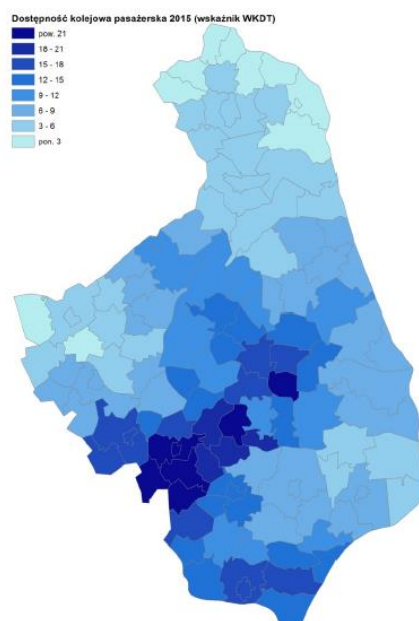 Dostępność kolejowa pasażerska 2015 (wskaźnik WKDT)
pow. 21
18 - 21
15 - 18
12 - 15
9 - 12
6 - 9
3 - 6
pon. 3